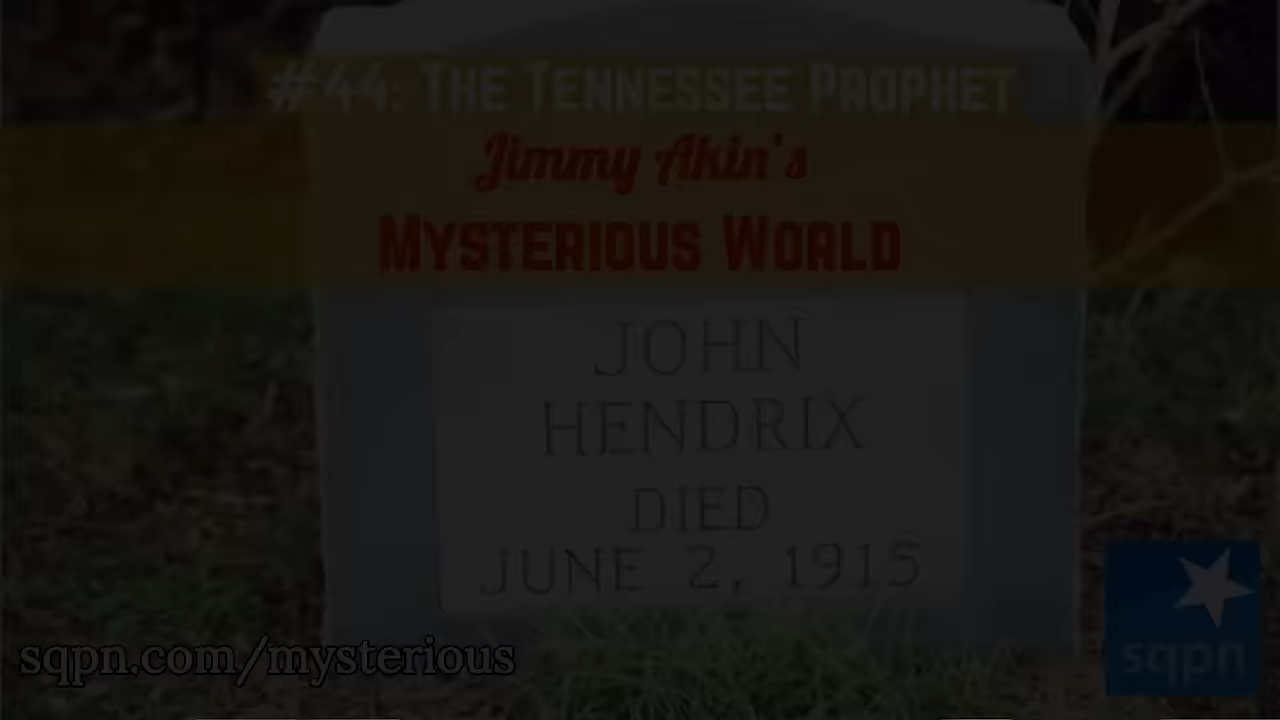 #44: The Tennessee Prophet
Jimmy Akin's
Mysterious World
JOHN
HENDRIX
DIED
JUNE 2, 1915
sqpn.com/mysterious
sqpn